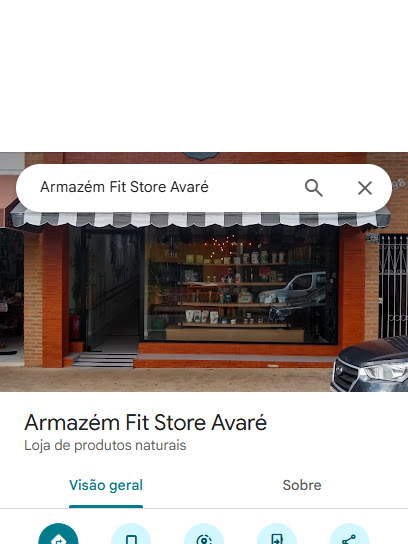 Armazém Fit Store Avaré
Armazém Fit Store Avaré
Loja de produtos naturais
Visão geral
Sobre